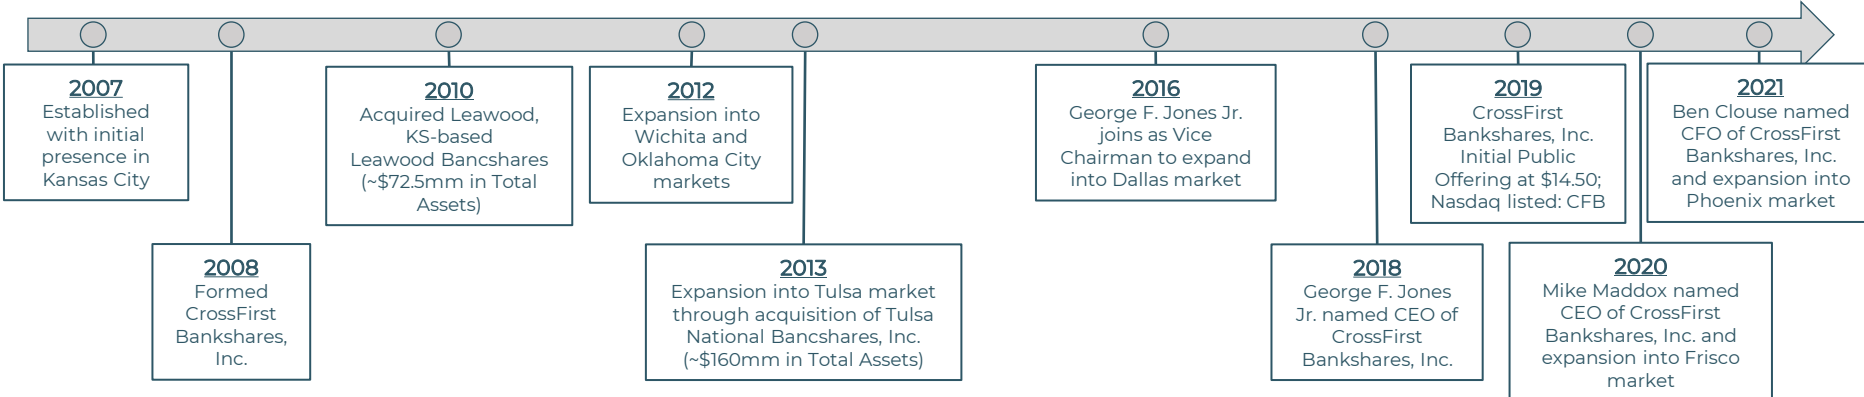 2007
Established
with initial
presence in
Kansas City
2008
Formed
CrossFirst
Bankshares,
Inc.
2010
Acquired Leawood,
KS-based
Leawood Bancshares
(~$72.5mm in Total
Assets)
2012
Expansion into
Wichita and
Oklahoma City
markets
2013
Expansion into Tulsa market
through acquisition of Tulsa
National Bancshares, Inc.
(~$160mm in Total Assets)
2016
George F. Jones Jr.
joins as Vice
Chairman to expand
into Dallas market
2018
George F. Jones
Jr. named CEO of
CrossFirst
Bankshares, Inc.
2019
CrossFirst
Bankshares, Inc.
Initial Public
Offering at $14.50;
Nasdaq listed: CFB
2020
Mike Maddox named
CEO of CrossFirst
Bankshares, Inc. and
expansion into Frisco
market
2021
Ben Clouse named
CFO of CrossFirst
Bankshares, Inc.
and expansion into
Phoenix market